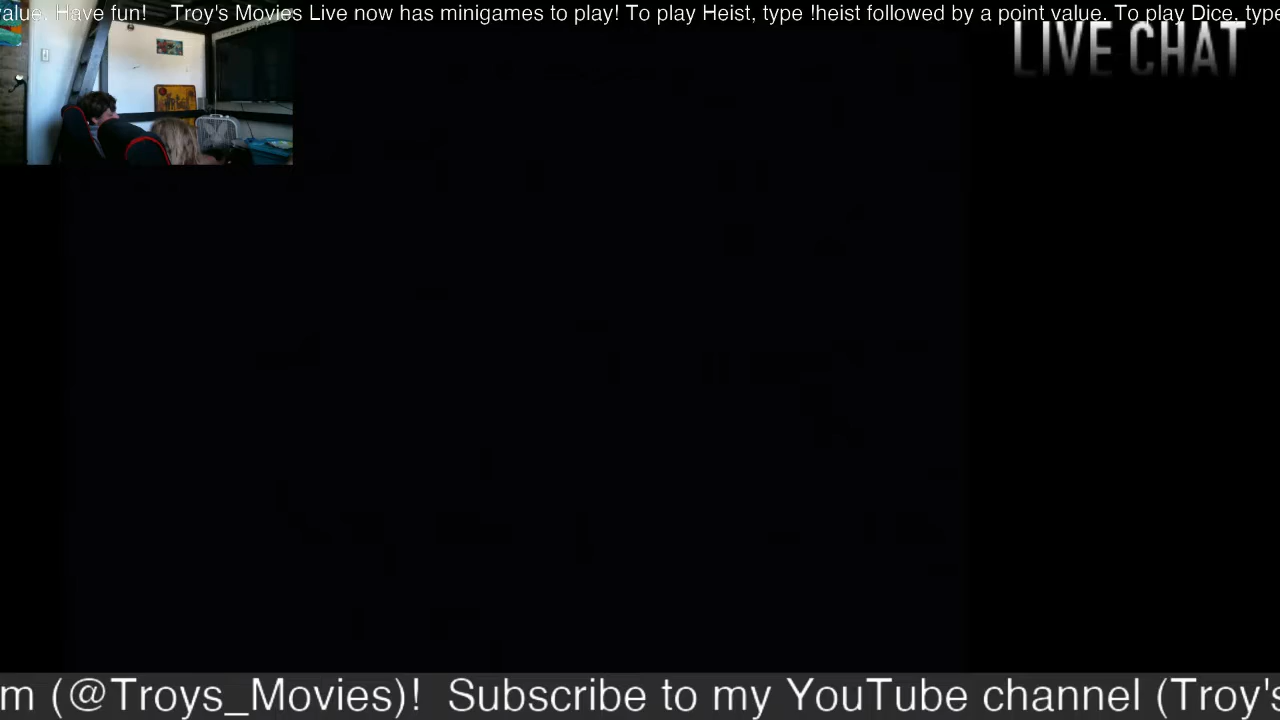 value. Have fun! Troy's Movies Live now has minigames to play! To play Heist, type !heist followed by a point value. To play Dice, type
LIVE CHAT
m (@Troys_Movies)! Subscribe to my YouTube channel (Troy's